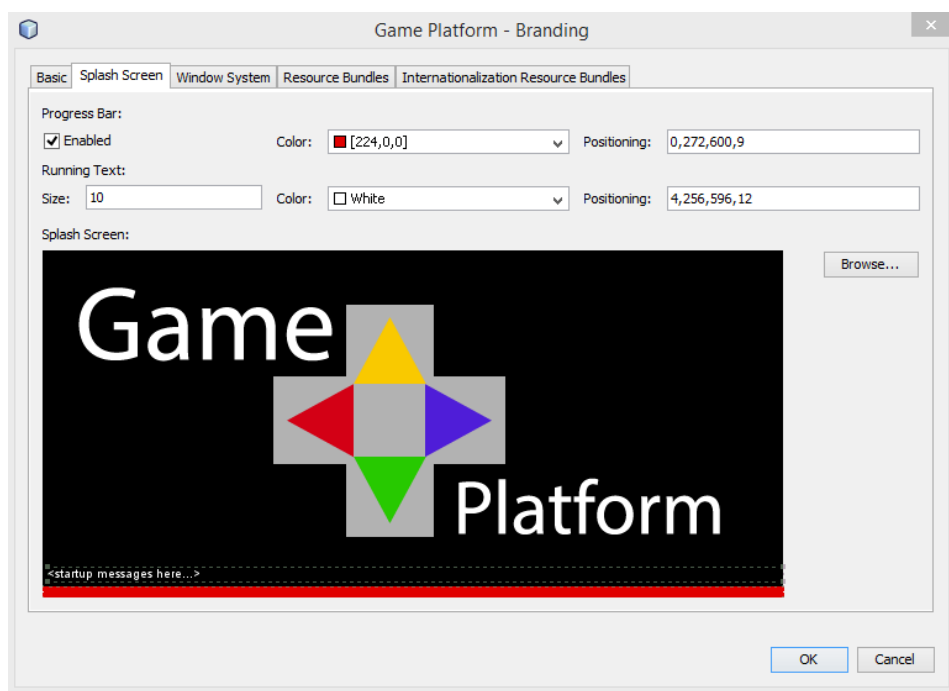 Game Platform - Branding
Basic Splash Screen Window System Resource Bundles Internationalization Resource Bundles
Progress Bar:
Enabled Color: [224,0,0] Positioning: 0,272,600,9
Running Text:
Size: 10 Color: White Positioning: 4,256,596,12
Splash Screen:
Browse...
Game
Platform
<startup messages here...>
OK Cancel